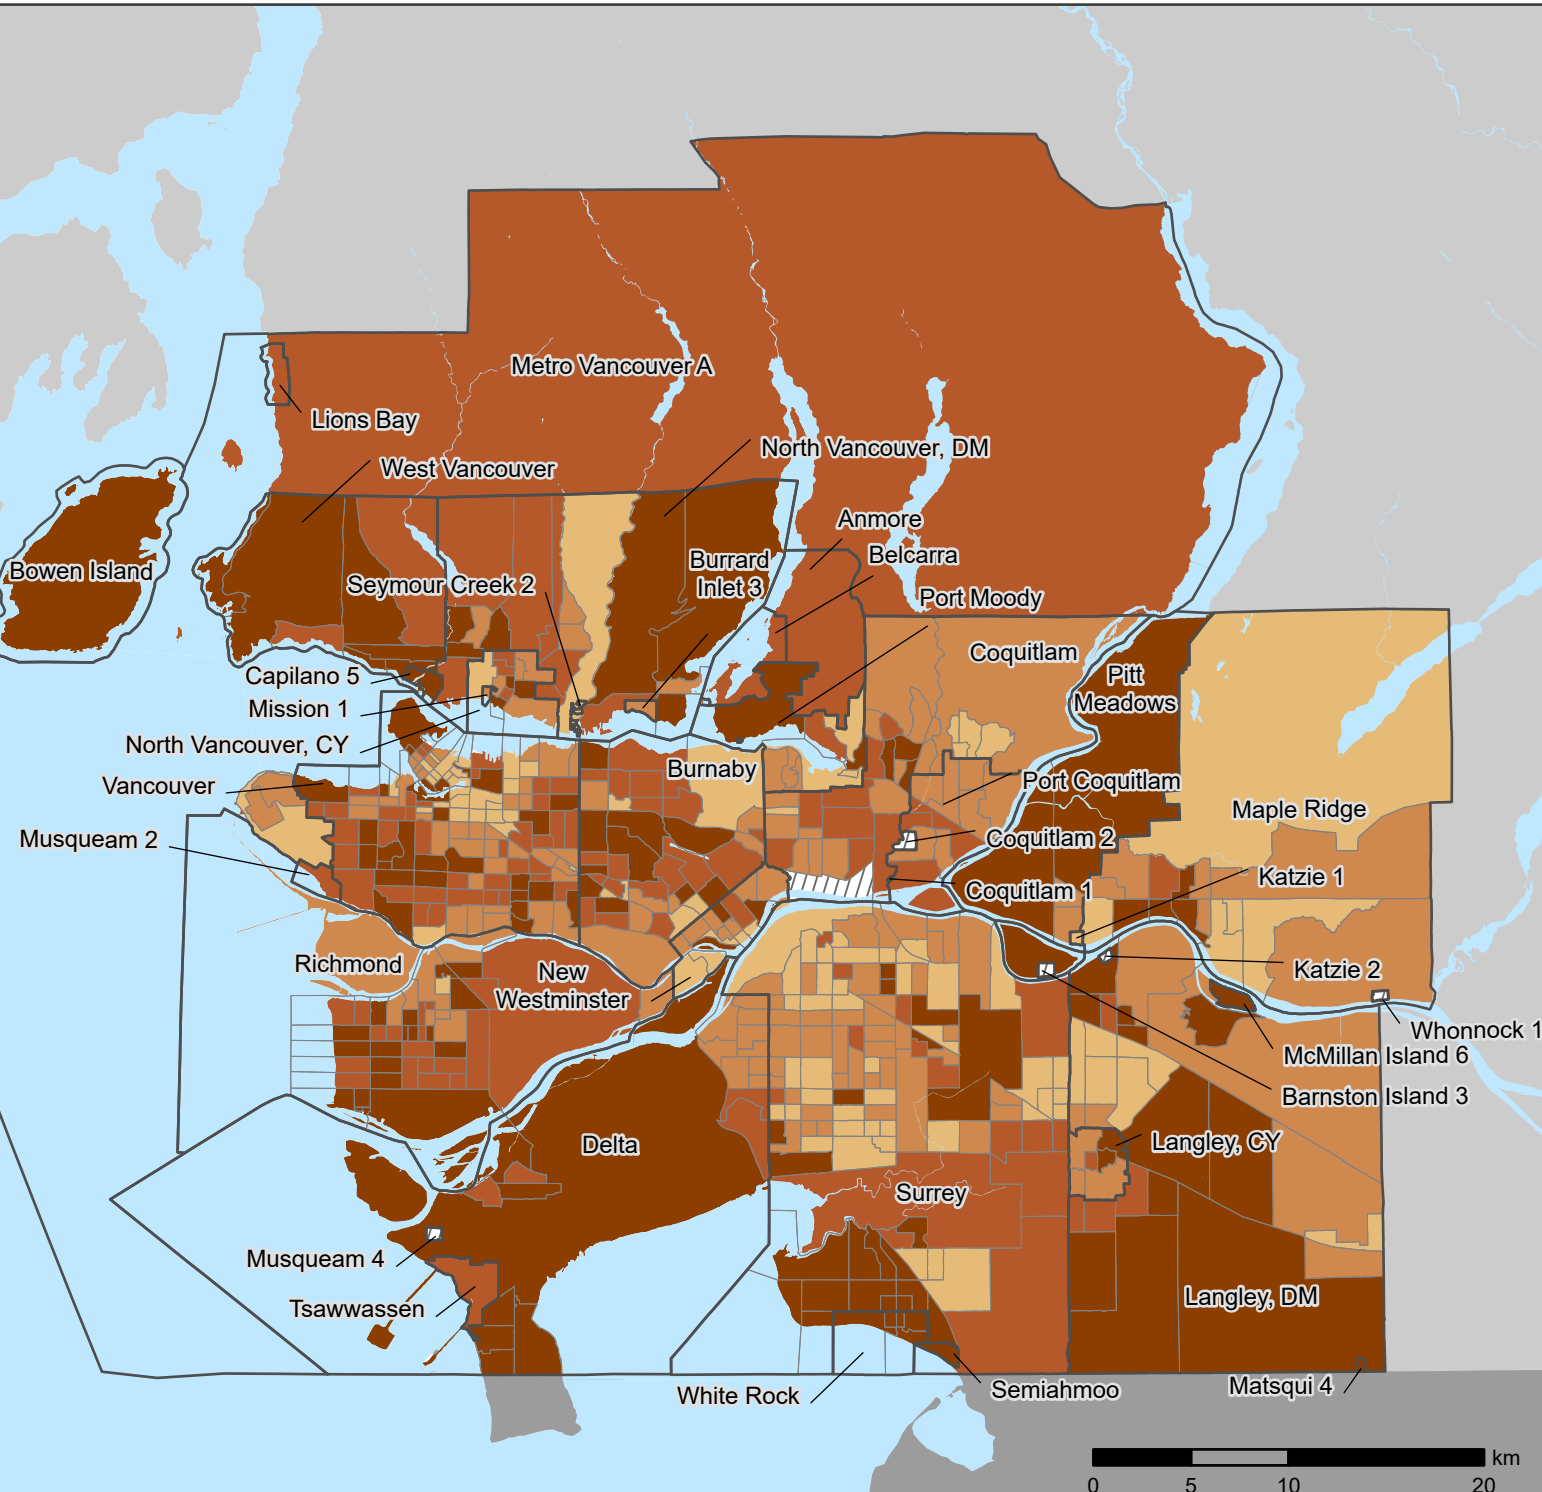 Metro Vancouver A
Lions Bay
North Vancouver, DM
West Vancouver
Anmore
Belcarra
Burrard
Inlet 3
Bowen Island
Seymour Creek 2
Port Moody
Coquitlam
Pitt
Meadows
Capilano 5
Mission 1
North Vancouver, CY
Burnaby
Vancouver
Port Coquitlam
Maple Ridge
Musqueam 2
Coquitlam 2
Katzie 1
Coquitlam 1
Richmond
New
Westminster
Katzie 2
Whonnock 1
McMillan Island 6
Barnston Island 3
Delta
Langley, CY
Surrey
Musqueam 4
Langley, DM
Tsawwassen
White Rock
Semiahmoo
Matsqui 4
km
0 5 10 20